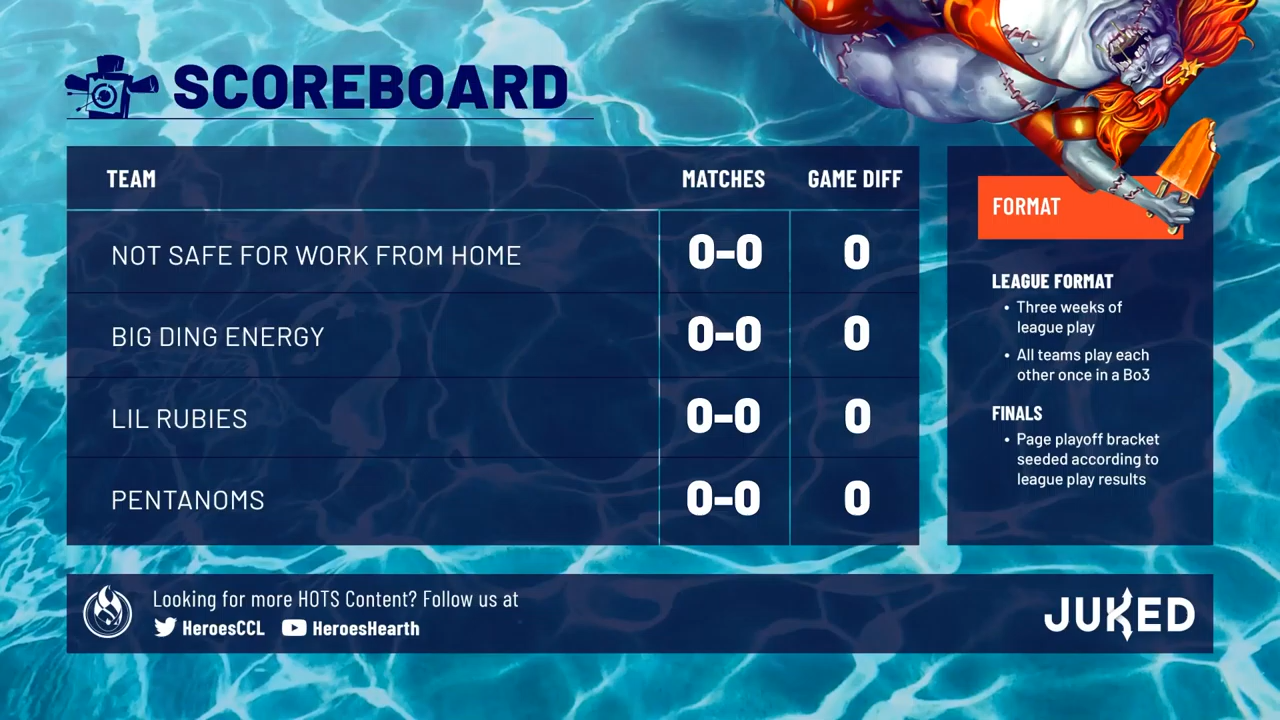 SCOREBOARD
TEAM MATCHES GAME DIFF
NOT SAFE FOR WORK FROM HOME 0-0 0
BIG DING ENERGY 0-0 0
LIL RUBIES 0-0 0
PENTANOMS 0-0 0
FORMAT
LEAGUE FORMAT
• Three weeks of
league play
• All teams play each
other once in a Bo3
FINALS
• Page playoff bracket
seeded according to
league play results
Looking for more HOTS Content? Follow us at
HeroesCCL HeroesHearth
JUKED